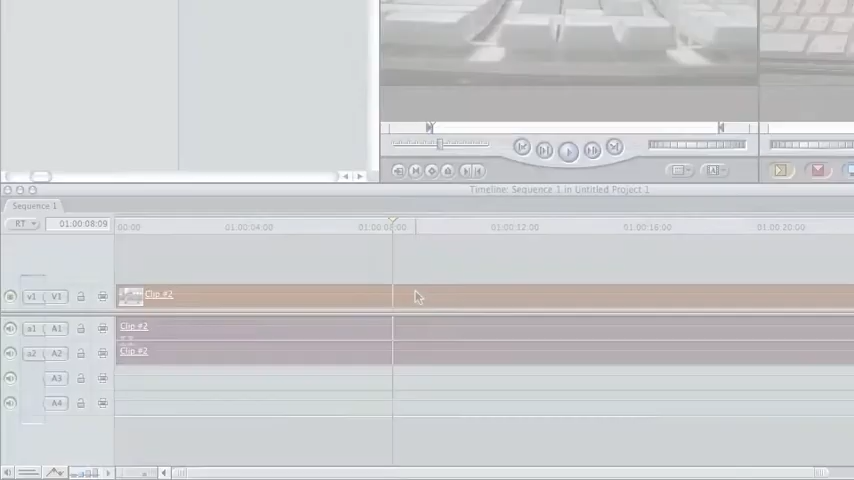 Timeline: Sequence 1 in Untitled Project 1
Sequence 1
RT 01:00:08:09 00:00 01:00:04:00 01:00:08:00 01:00:12:00 01:00:16:00 01:00:20:00
v1 V1 Clip #2
a1 A1 Clip #2
a2 A2 Clip #2
A3
A4